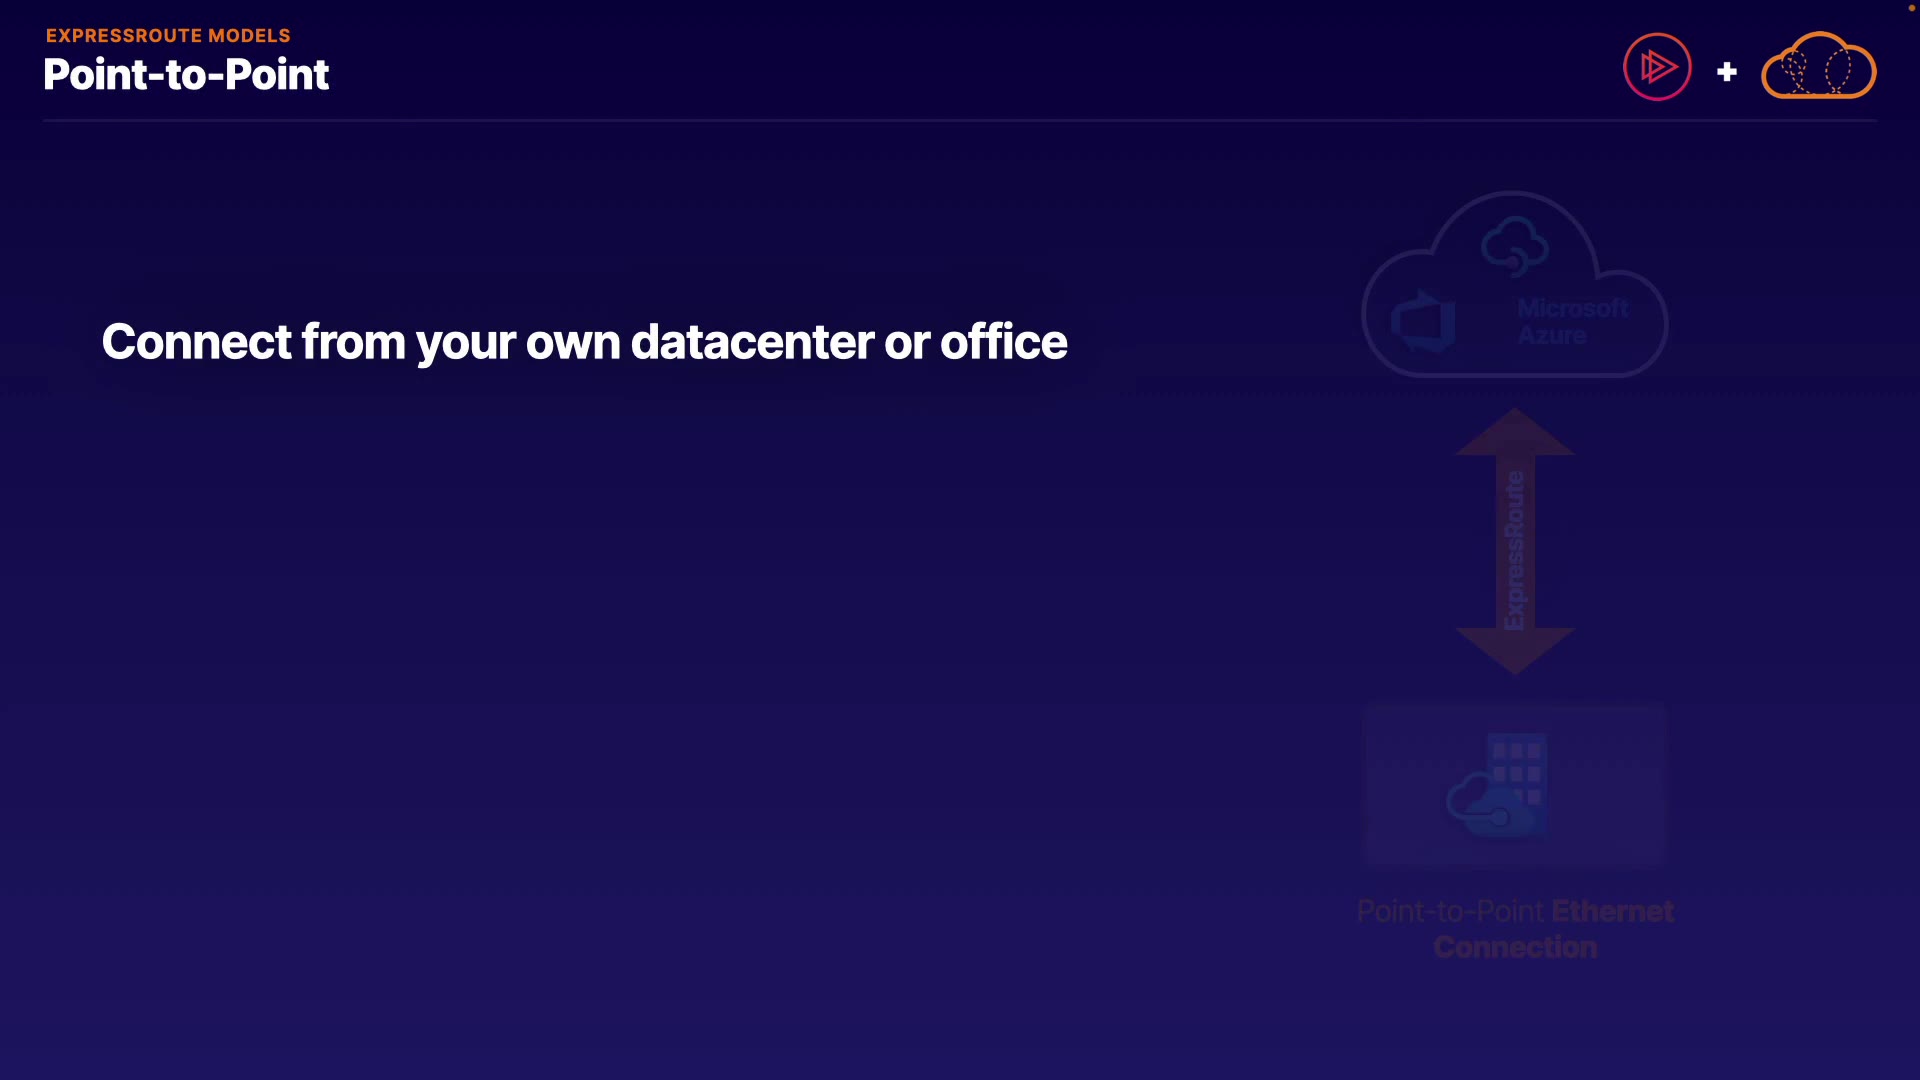 EXPRESSROUTE MODELS
Point-to-Point
Connect from your own datacenter or office
Microsoft
Azure
ExpressRoute
Point-to-Point Ethernet
Connection